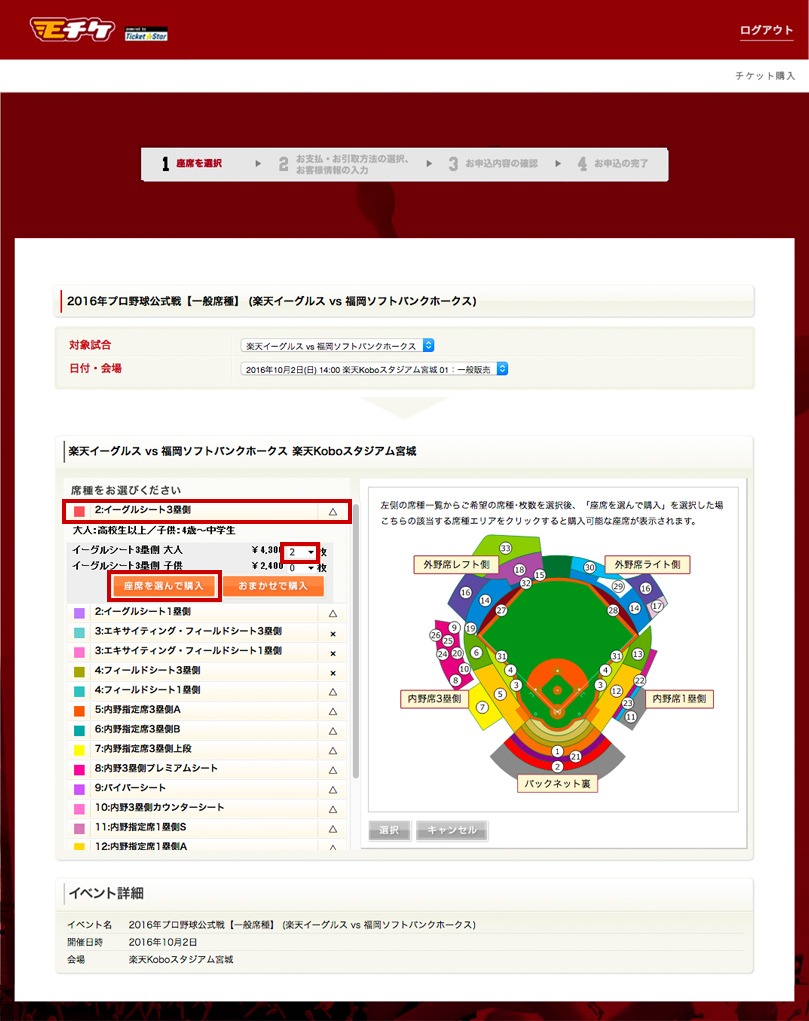 Eチケ
powered by
Ticket Star
ログアウト
チケット購入
1 座席を選択
2 お支払・お引取方法の選択、
お客様情報の入力
3 お申込内容の確認
4 お申込の完了
2016年プロ野球公式戦【一般席種】 (楽天イーグルス vs 福岡ソフトバンクホークス)
対象試合 楽天イーグルス vs 福岡ソフトバンクホークス
日付・会場 2016年10月2日(日) 14:00 楽天Koboスタジアム宮城 01：一般販売
楽天イーグルス vs 福岡ソフトバンクホークス 楽天Koboスタジアム宮城
席種をお選びください
2:イーグルシート3塁側 △
大人:高校生以上／子供:4歳～中学生
イーグルシート3塁側 大人 ¥4,300 2 枚
イーグルシート3塁側 子供 ¥2,400 0 枚
座席を選んで購入 おまかせで購入
2:イーグルシート1塁側 △
3:エキサイティング・フィールドシート3塁側 ×
3:エキサイティング・フィールドシート1塁側 ×
4:フィールドシート3塁側 ×
4:フィールドシート1塁側 △
5:内野指定席3塁側A △
6:内野指定席3塁側B △
7:内野指定席3塁側上段 △
8:内野3塁側プレミアムシート △
9:バイパーシート △
10:内野3塁側カウンターシート △
11:内野指定席1塁側S △
12:内野指定席1塁側A △
左側の席種一覧からご希望の席種・枚数を選択後、「座席を選んで購入」を選択した場
こちらの該当する席種エリアをクリックすると購入可能な座席が表示されます。
33
外野席レフト側 外野席ライト側
18 15 30
32 29
16 14 16
27 28 14 17
26 9 19
25
24 20 6 31 31 13
10 4 4
8 3 3 22
5 12
内野席3塁側 内野席1塁側
7 23
11
1
21
2
バックネット裏
選択 キャンセル
イベント詳細
イベント名 2016年プロ野球公式戦【一般席種】 (楽天イーグルス vs 福岡ソフトバンクホークス)
開催日時 2016年10月2日
会場 楽天Koboスタジアム宮城